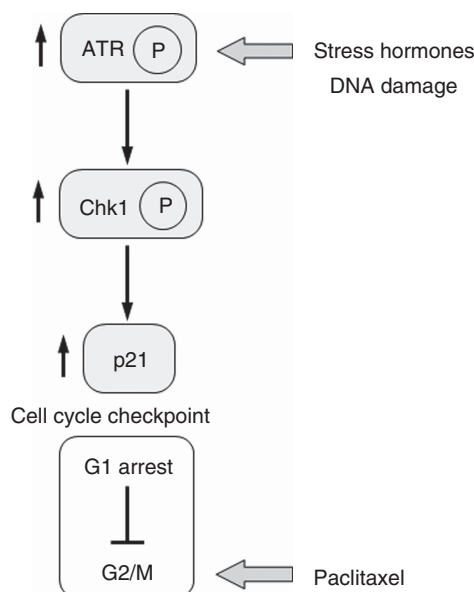 ATR P
Stress hormones
DNA damage
Chk1 P
p21
Cell cycle checkpoint
G1 arrest
G2/M
Paclitaxel